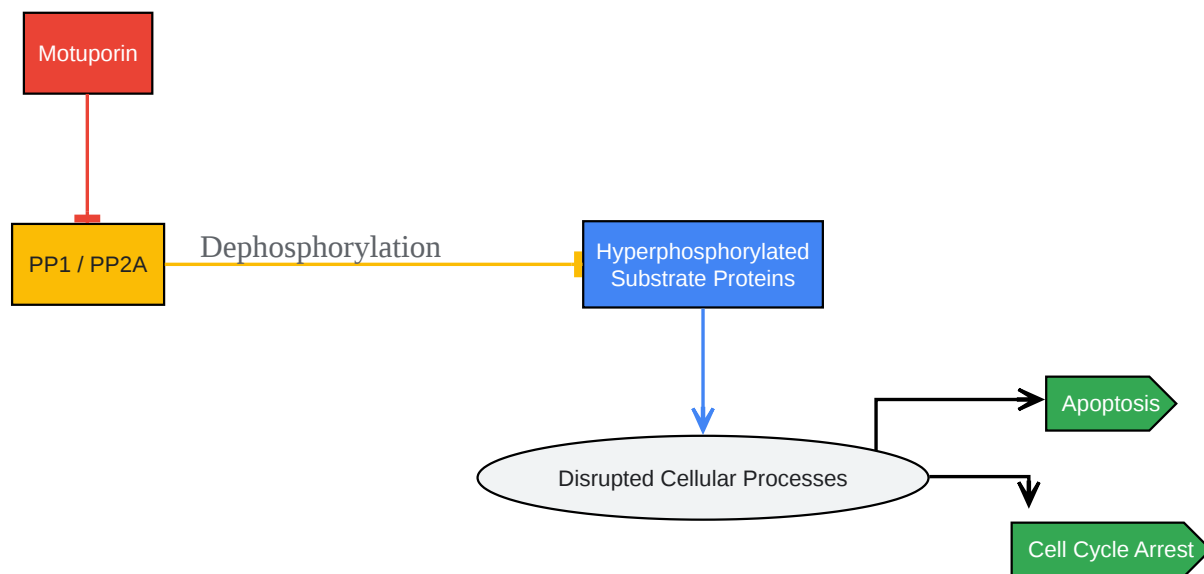 Motuporin
PP1 / PP2A
Dephosphorylation
Hyperphosphorylated
Substrate Proteins
Disrupted Cellular Processes
Apoptosis
Cell Cycle Arrest